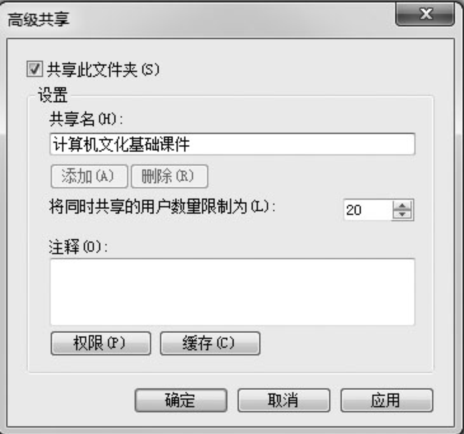 高级共享
共享此文件夹(S)
设置
共享名(H):
计算机文化基础课件
添加(A) 删除(R)
将同时共享的用户数量限制为(L): 20
注释(O):
权限(P) 缓存(C)
确定 取消 应用